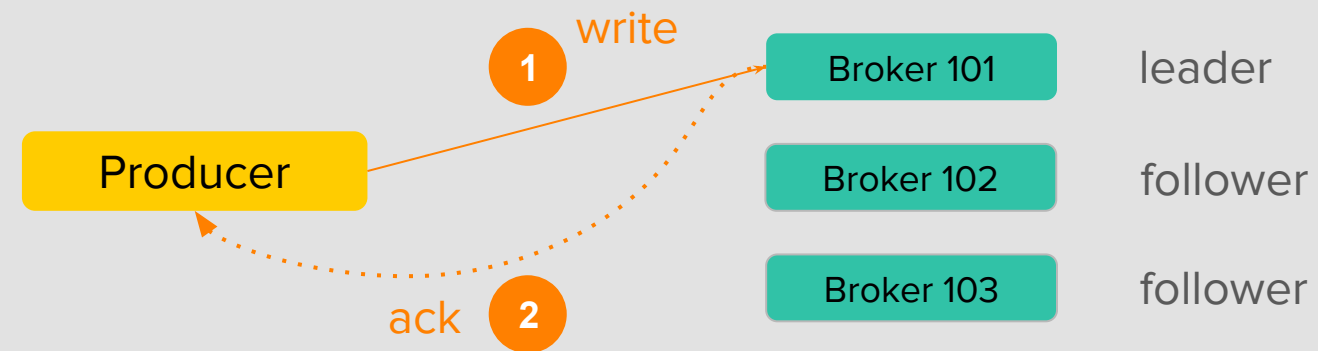 write
1
Broker 101
leader
Producer
Broker 102
follower
Broker 103
follower
ack
2